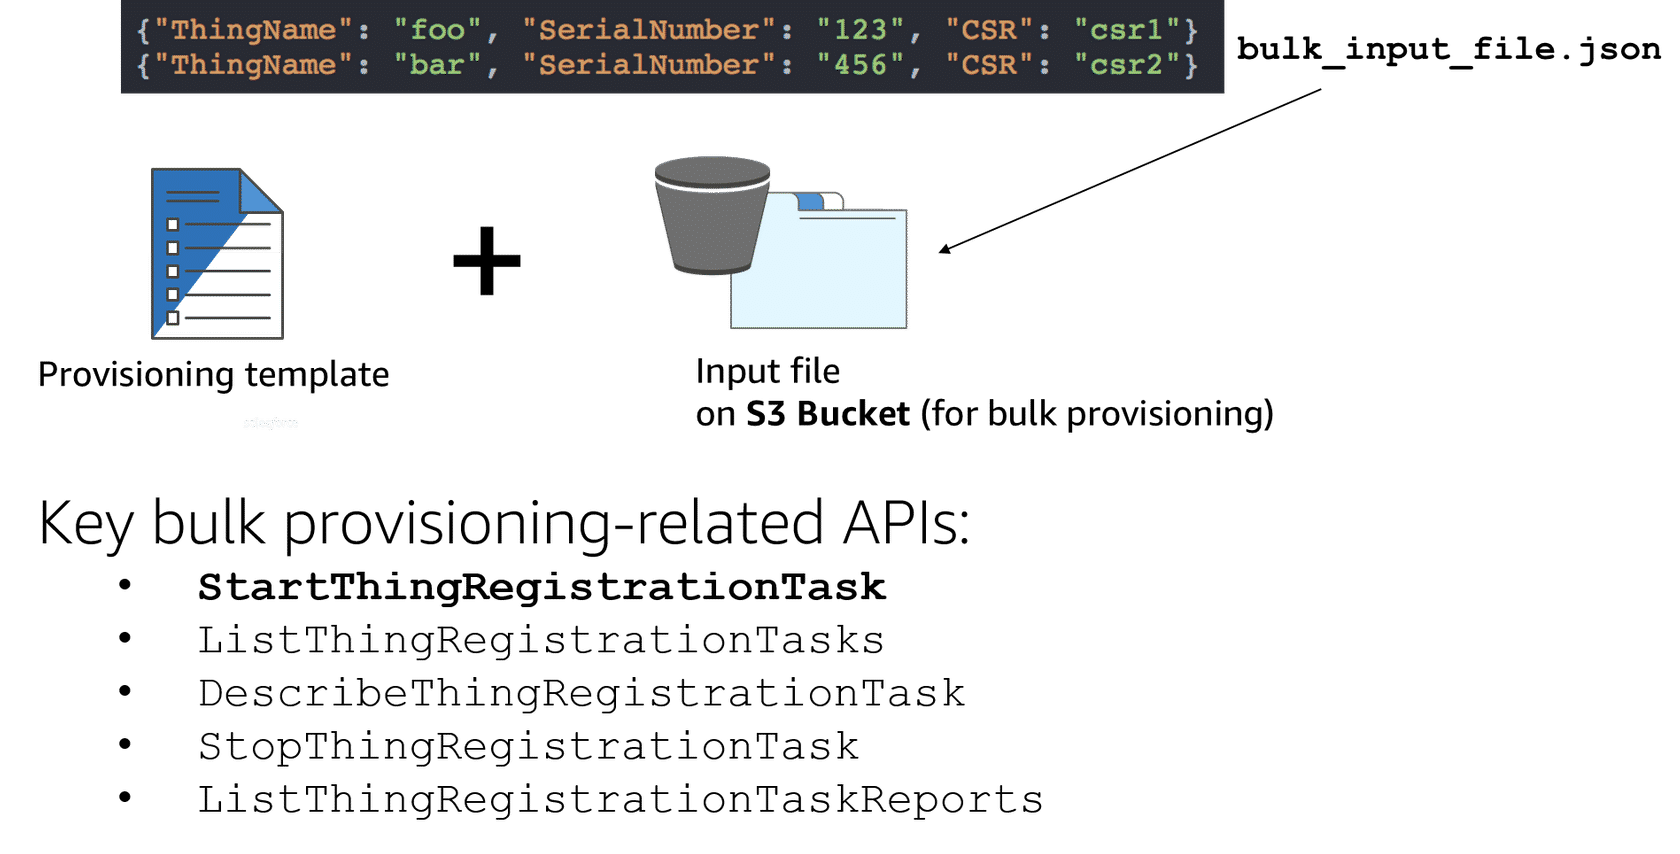 {"ThingName": "foo", "SerialNumber": "123", "CSR": "csr1"}
{"ThingName": "bar", "SerialNumber": "456", "CSR": "csr2"}
bulk_input_file.json
Provisioning template
Input file
on S3 Bucket (for bulk provisioning)
Key bulk provisioning-related APIs:
• StartThingRegistrationTask
• ListThingRegistrationTasks
• DescribeThingRegistrationTask
• StopThingRegistrationTask
• ListThingRegistrationTaskReports